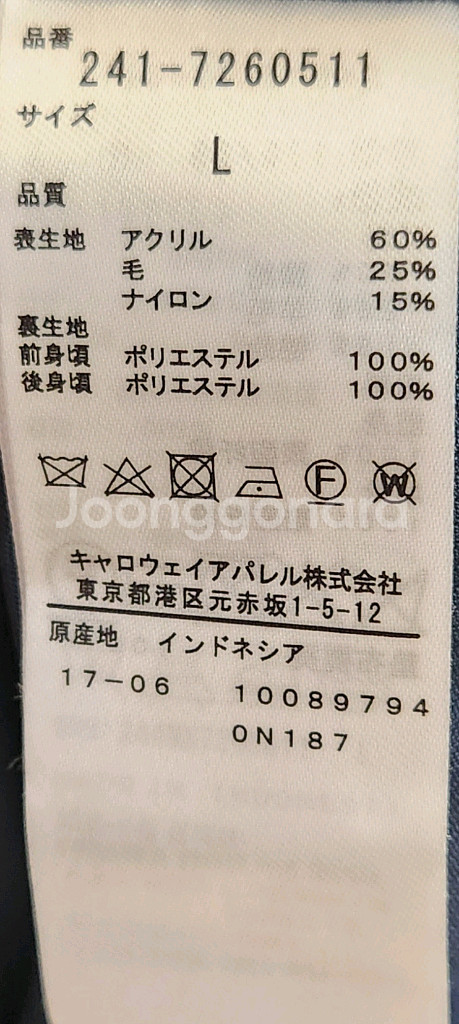 品番
241-7260511
サイズ
L
品質
表生地 アクリル 60%
毛 25%
ナイロン 15%
裏生地
前身頃 ポリエステル 100%
後身頃 ポリエステル 100%
F W
Joonggonara
キャロウェイアパレル株式会社
東京都港区元赤坂1-5-12
原産地 インドネシア
17-06 10089794
0N187